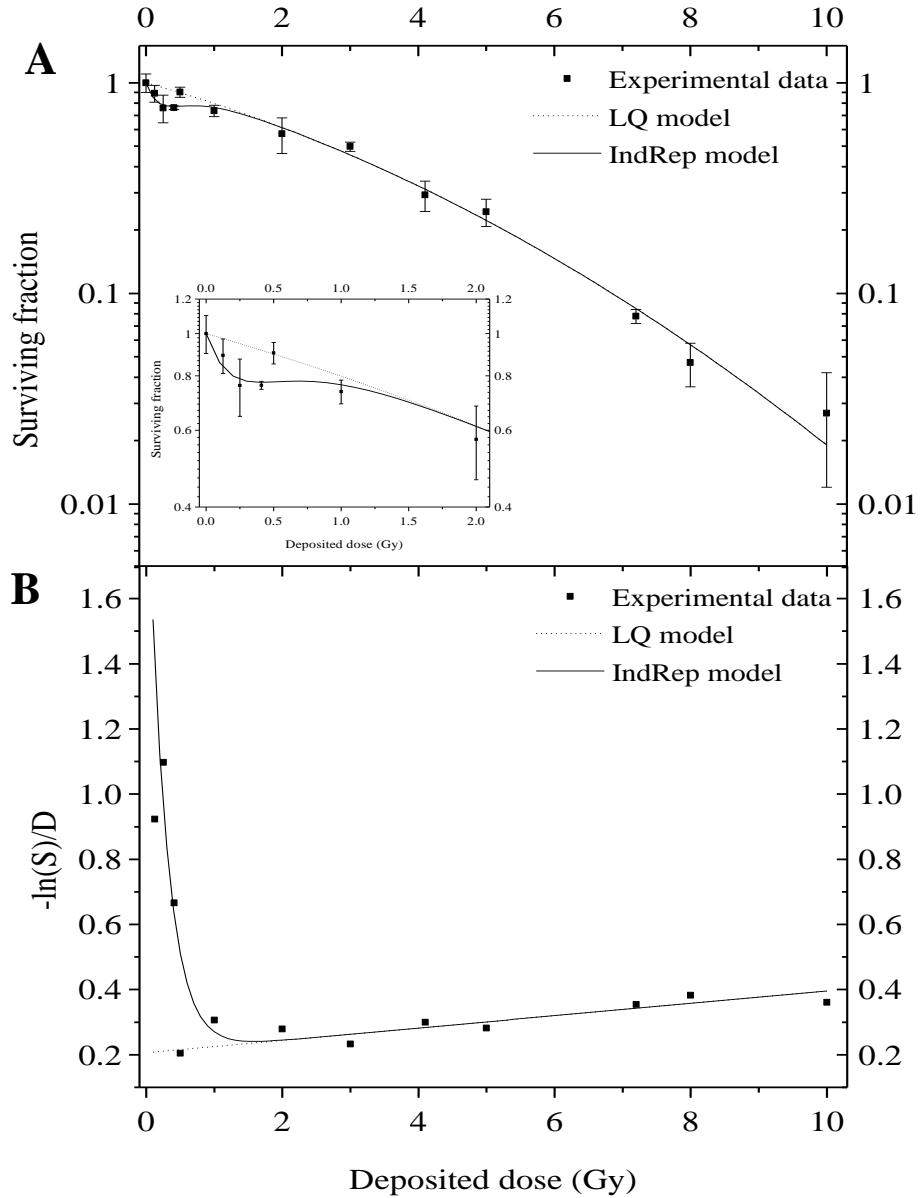 0 2 4 6 8 10
A
1 1
Experimental data
LQ model
IndRep model
Surviving fraction
0.1 0.1
0.01 0.01
0.0 0.5 1.0 1.5 2.0
1.2 1.2
1 1
0.8 0.8
0.6 0.6
0.4 0.4
Surviving fraction
0.0 0.5 1.0 1.5 2.0
Deposited dose (Gy)
B
1.6 1.6
Experimental data
LQ model
IndRep model
1.4 1.4
1.2 1.2
1.0 1.0
0.8 0.8
0.6 0.6
0.4 0.4
0.2 0.2
-ln(S)/D
0 2 4 6 8 10
Deposited dose (Gy)